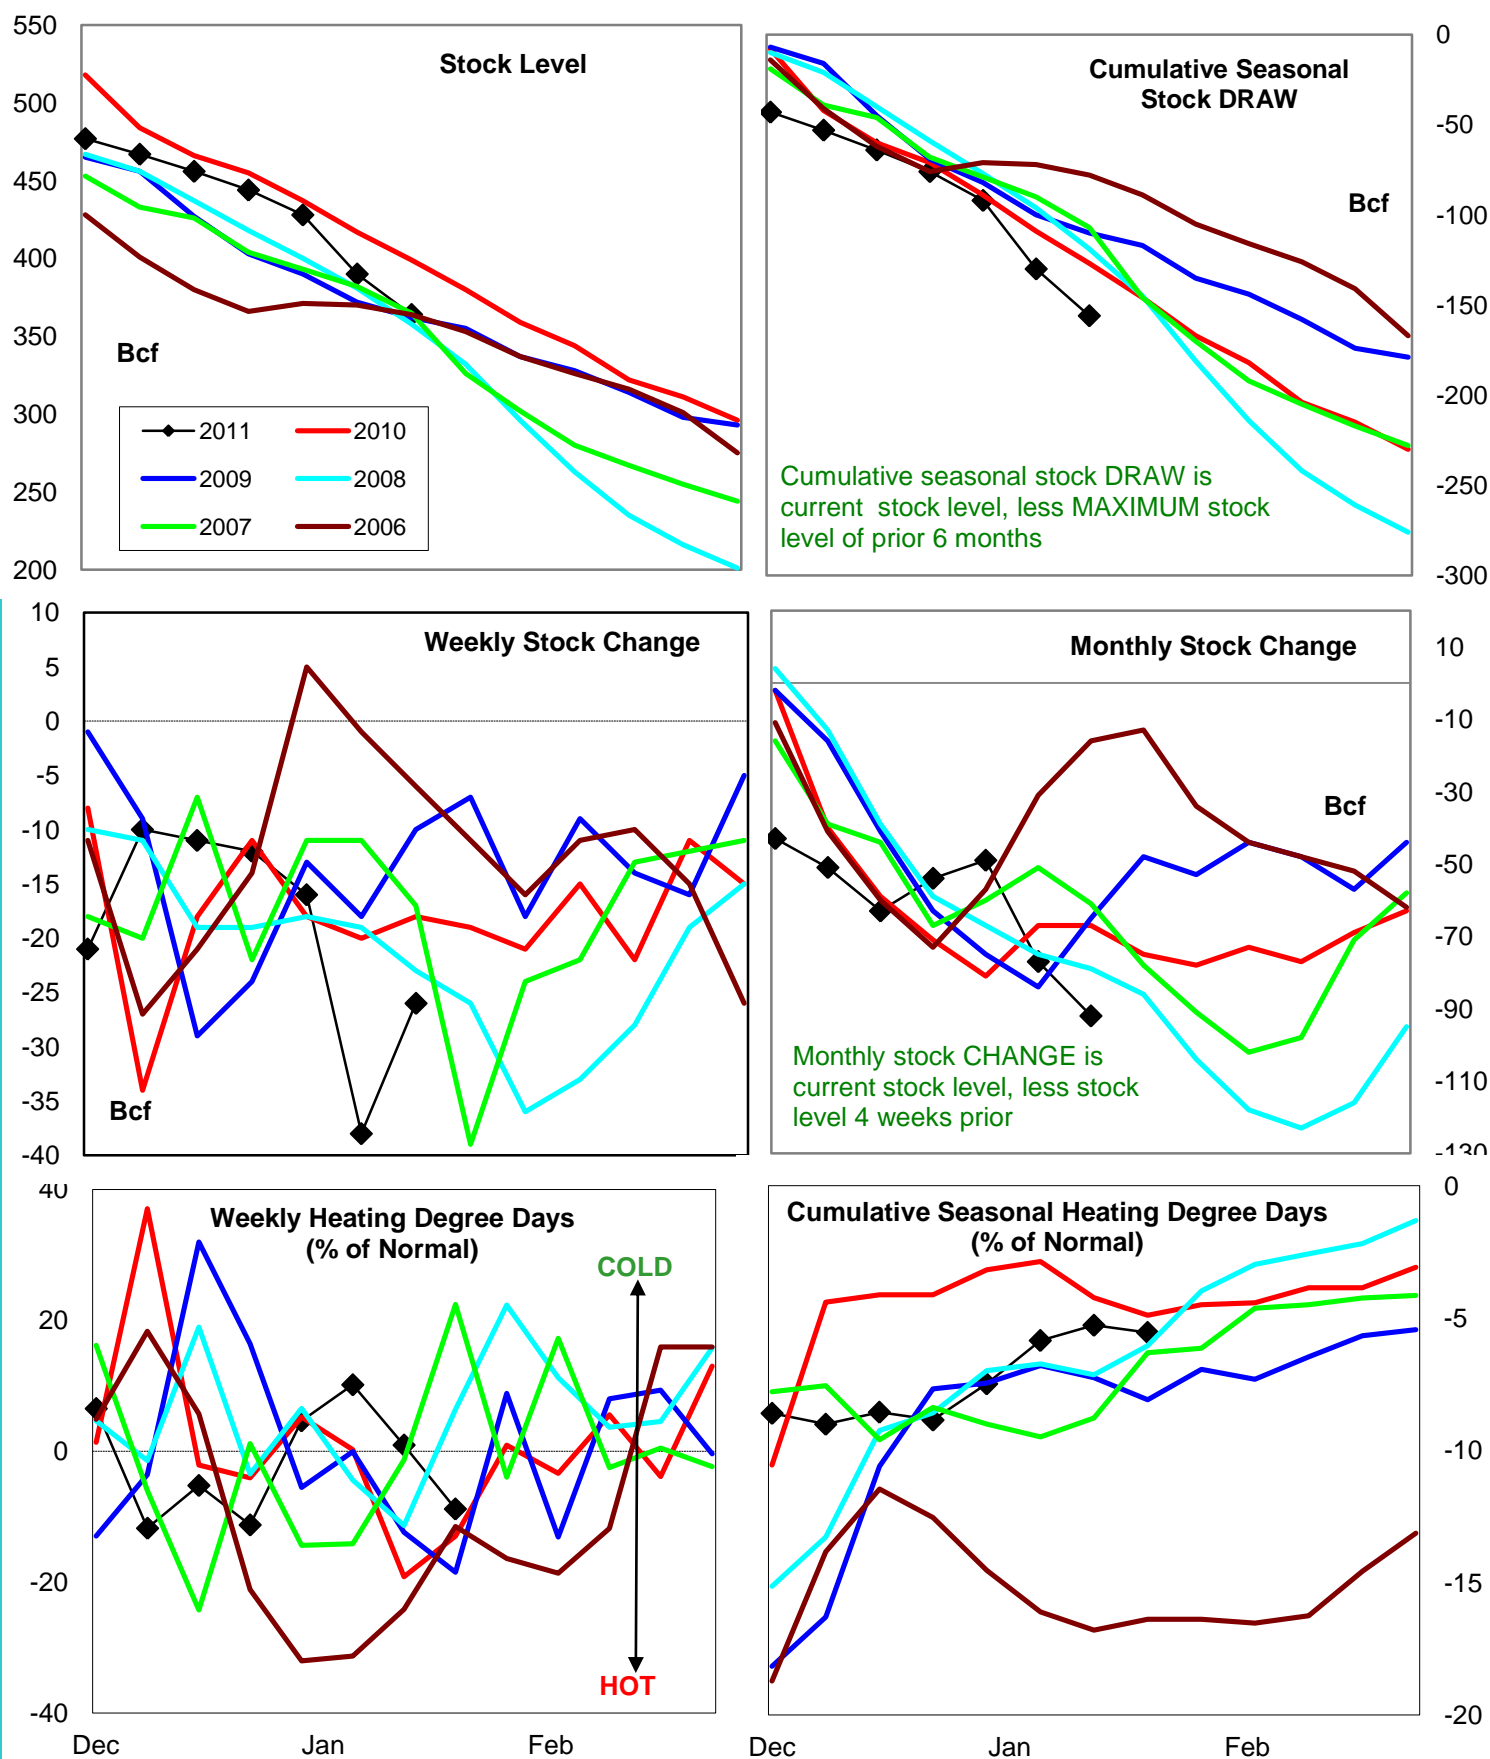 550
500
450
400
350
300
250
200
Stock Level
Bcf
2011
2010
2009
2008
2007
2006
Cumulative Seasonal
Stock DRAW
Bcf
Cumulative seasonal stock DRAW is
current stock level, less MAXIMUM stock
level of prior 6 months
0
-50
-100
-150
-200
-250
-300
10
5
0
-5
-10
-15
-20
-25
-30
-35
-40
Weekly Stock Change
Bcf
Monthly Stock Change
Bcf
Monthly stock CHANGE is
current stock level, less stock
level 4 weeks prior
10
-10
-30
-50
-70
-90
-110
-130
40
20
0
-20
-40
Weekly Heating Degree Days
(% of Normal)
COLD
HOT
Dec
Jan
Feb
Cumulative Seasonal Heating Degree Days
(% of Normal)
0
-5
-10
-15
-20
Dec
Jan
Feb